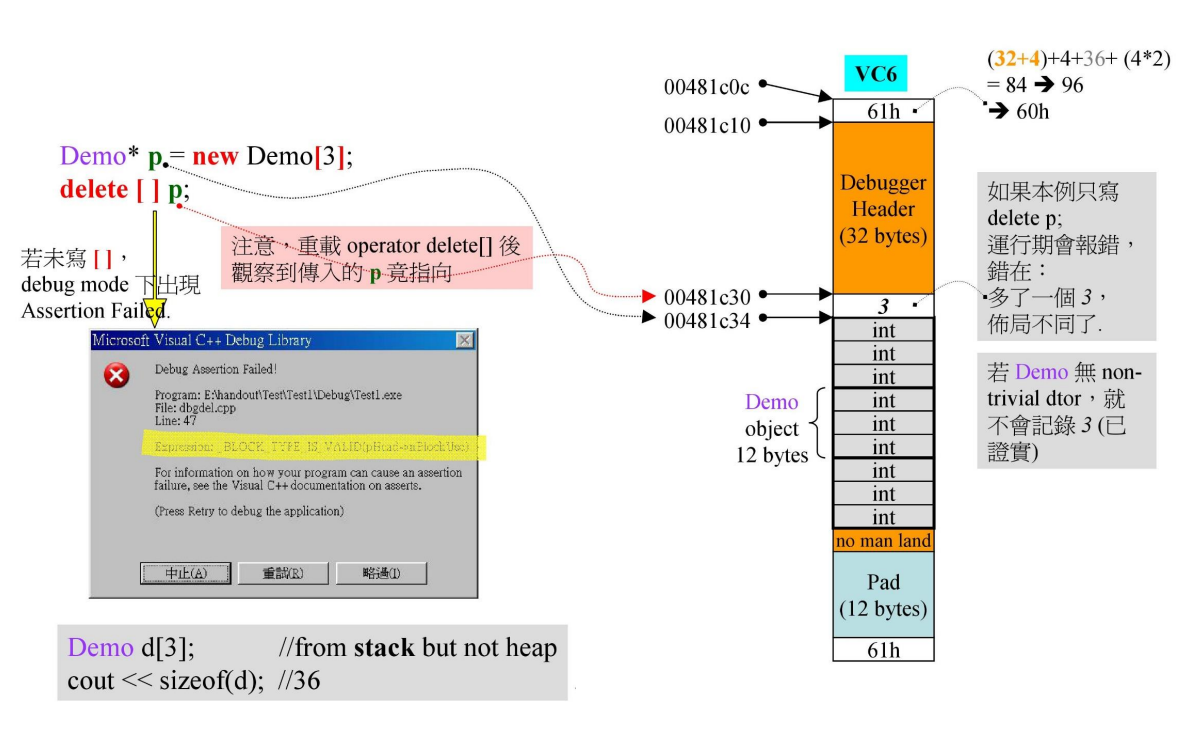 Demo* p = new Demo[3];
delete [ ] p;
若未寫 [ ],
debug mode 下出現
Assertion Failed.
注意,重載 operator delete[] 後
觀察到傳入的 p 竟指向
Microsoft Visual C++ Debug Library
Debug Assertion Failed!
Program: E:\handout\Test\Test1\Debug\Test1.exe
File: dbgdel.cpp
Line: 47
Expression: _BLOCK_TYPE_IS_VALID(pHead->nBlockUse)
For information on how your program can cause an assertion
failure, see the Visual C++ documentation on asserts.
(Press Retry to debug the application)
中止(A)
重試(R)
略過(I)
Demo d[3]; //from stack but not heap
cout << sizeof(d); //36
VC6
00481c0c
00481c10
00481c30
00481c34
61h
Debugger
Header
(32 bytes)
3
int
int
int
int
int
int
int
int
int
no man land
Pad
(12 bytes)
61h
Demo
object
12 bytes
(32+4)+4+36+ (4*2)
= 84 ➔ 96
➔ 60h
如果本例只寫
delete p;
運行期會報錯,
錯在:
多了一個 3,
佈局不同了.
若 Demo 無 non-
trivial dtor,就
不會記錄 3 (已
證實)